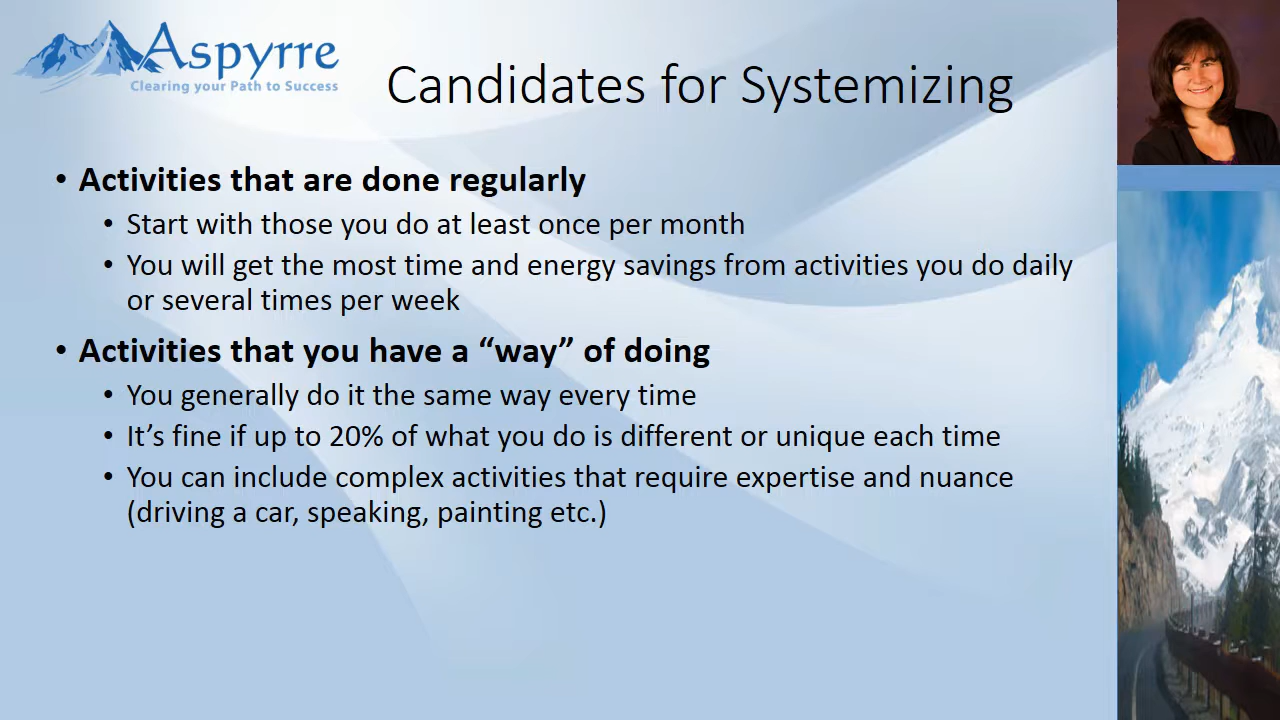 Aspyrre
Clearing your Path to Success
Candidates for Systemizing
• Activities that are done regularly
• Start with those you do at least once per month
• You will get the most time and energy savings from activities you do daily
or several times per week
• Activities that you have a “way” of doing
• You generally do it the same way every time
• It’s fine if up to 20% of what you do is different or unique each time
• You can include complex activities that require expertise and nuance
(driving a car, speaking, painting etc.)